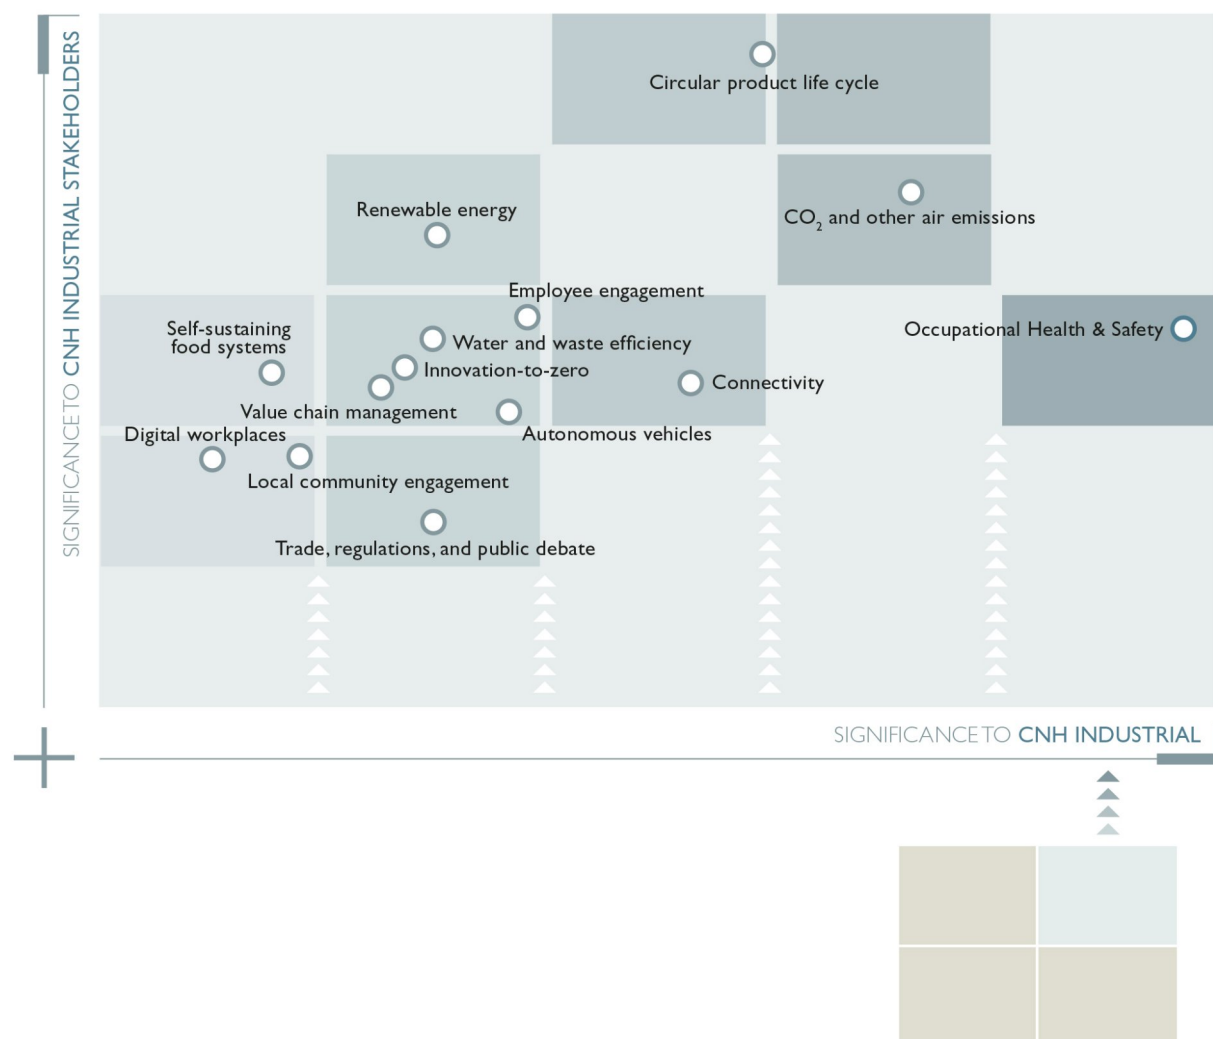 SIGNIFICANCE TO CNH INDUSTRIAL STAKEHOLDERS
Circular product life cycle
Renewable energy
CO2 and other air emissions
Employee engagement
Self-sustaining
food systems
Water and waste efficiency
Occupational Health & Safety
Innovation-to-zero
Connectivity
Value chain management
Digital workplaces
Autonomous vehicles
Local community engagement
Trade, regulations, and public debate
SIGNIFICANCE TO CNH INDUSTRIAL